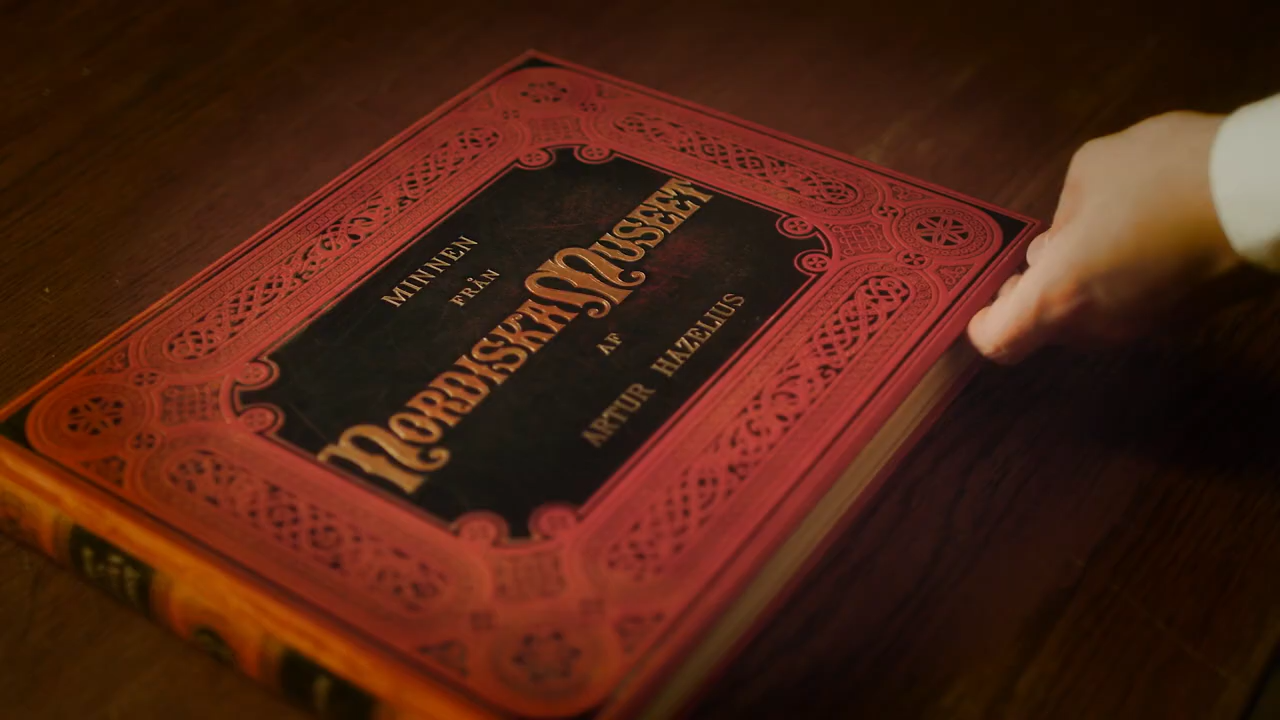 MINNEN
FRÅN
NORDISKA MUSEET
AF
ARTUR HAZELIUS